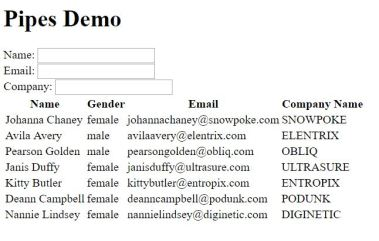 Pipes Demo
Name:
Email:
Company:
Name Gender Email Company Name
Johanna Chaney female johannachaney@snowpoke.com SNOWPOKE
Avila Avery male avilaavery@elentrix.com ELENTRIX
Pearson Golden male pearsongolden@obliq.com OBLIQ
Janis Duffy female janisduffy@ultrasure.com ULTRASURE
Kitty Butler female kittybutler@entropix.com ENTROPIX
Deann Campbell female deanncampbell@podunk.com PODUNK
Nannie Lindsey female nannielindsey@diginetic.com DIGINETIC